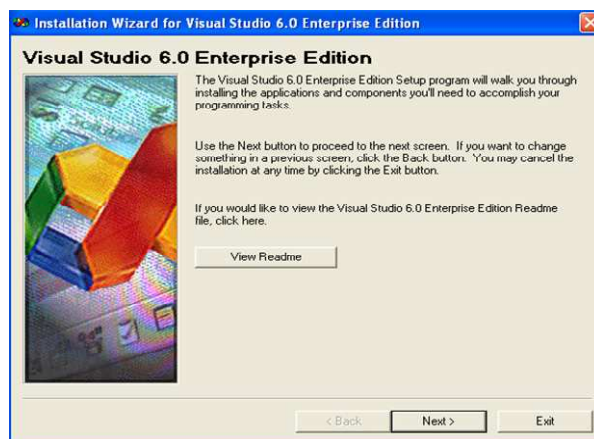 Installation Wizard for Visual Studio 6.0 Enterprise Edition
Visual Studio 6.0 Enterprise Edition
The Visual Studio 6.0 Enterprise Edition Setup program will walk you through
installing the applications and components you'll need to accomplish your
programming tasks.
Use the Next button to proceed to the next screen. If you want to change
something in a previous screen, click the Back button. You may cancel the
installation at any time by clicking the Exit button.
If you would like to view the Visual Studio 6.0 Enterprise Edition Readme
file, click here.
View Readme
< Back Next > Exit